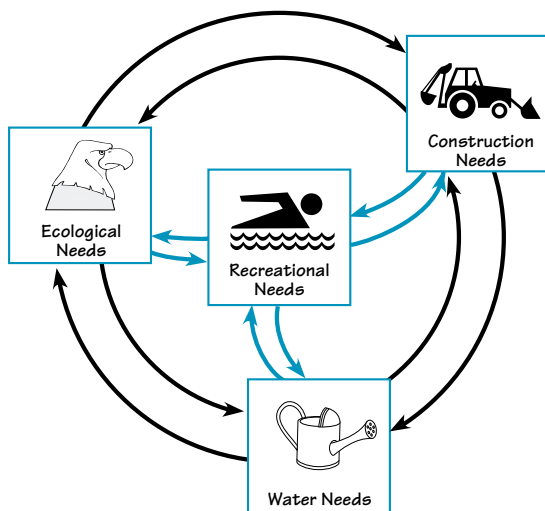 Construction
Needs
Ecological
Needs
Recreational
Needs
Water Needs